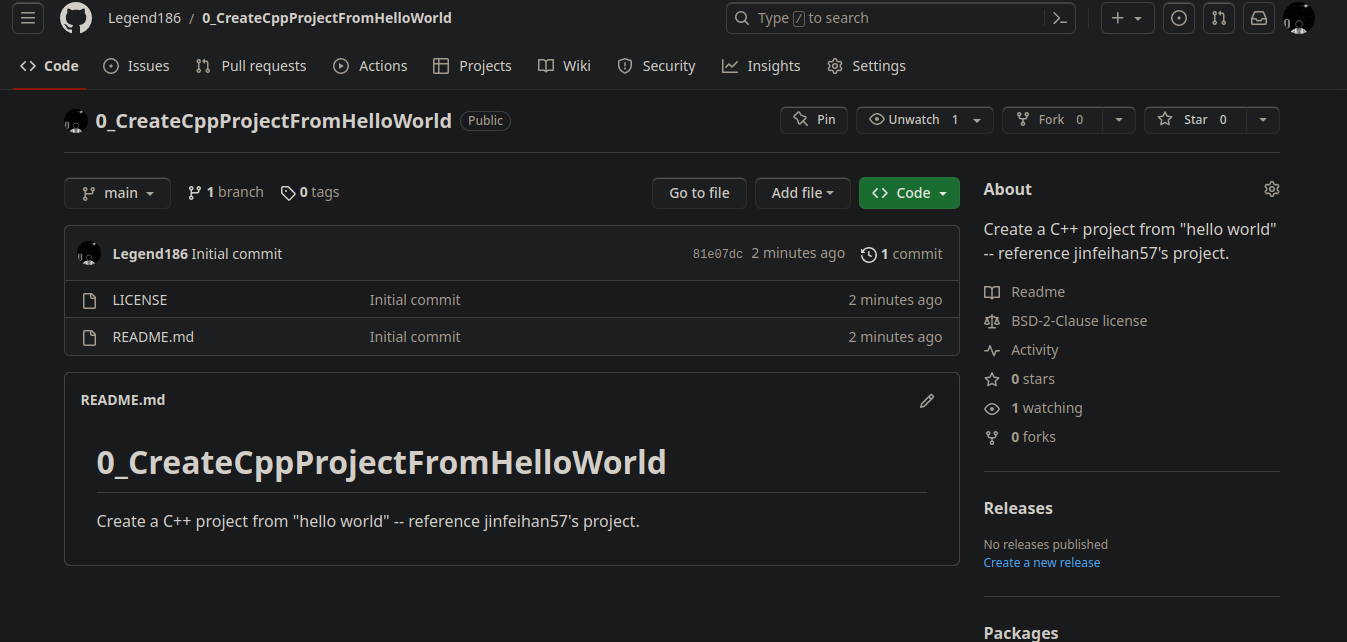 Legend186 / 0_CreateCppProjectFromHelloWorld
Type / to search
Code Issues Pull requests Actions Projects Wiki Security Insights Settings
0_CreateCppProjectFromHelloWorld Public
Pin Unwatch 1 Fork 0 Star 0
main 1 branch 0 tags Go to file Add file Code
Legend186 Initial commit 81e07dc 2 minutes ago 1 commit
LICENSE Initial commit 2 minutes ago
README.md Initial commit 2 minutes ago
README.md
0_CreateCppProjectFromHelloWorld
Create a C++ project from "hello world" -- reference jinfeihan57's project.
About
Create a C++ project from "hello world"
-- reference jinfeihan57's project.
Readme
BSD-2-Clause license
Activity
0 stars
1 watching
0 forks
Releases
No releases published
Create a new release
Packages